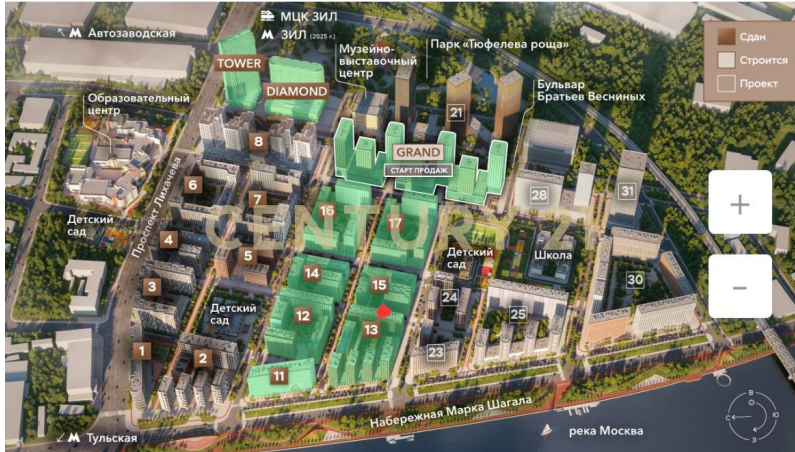 МЦК ЗИЛ
Автозаводская
ЗИЛ (2025 г.)
Музейно-
выставочный
центр
Парк «Тюфелева роща»
Сдан
Строится
Проект
TOWER
DIAMOND
Бульвар
Братьев Весниных
Образовательный
центр
21
8
GRAND
СТАРТ ПРОДАЖ
Проспект Лихачева
6
7
16
17
28
31
CENTURY 2
Детский
сад
4
5
Детский
сад
Школа
3
14
15
24
30
Детский
сад
12
13
25
1
2
23
11
Набережная Марка Шагала
Тульская
река Москва
В
С
Ю
З
+
−